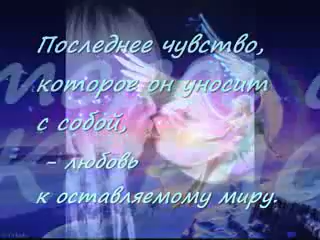 Последнее чувство,
которое он уносит
с собой,
- любовь
к оставляемому миру.